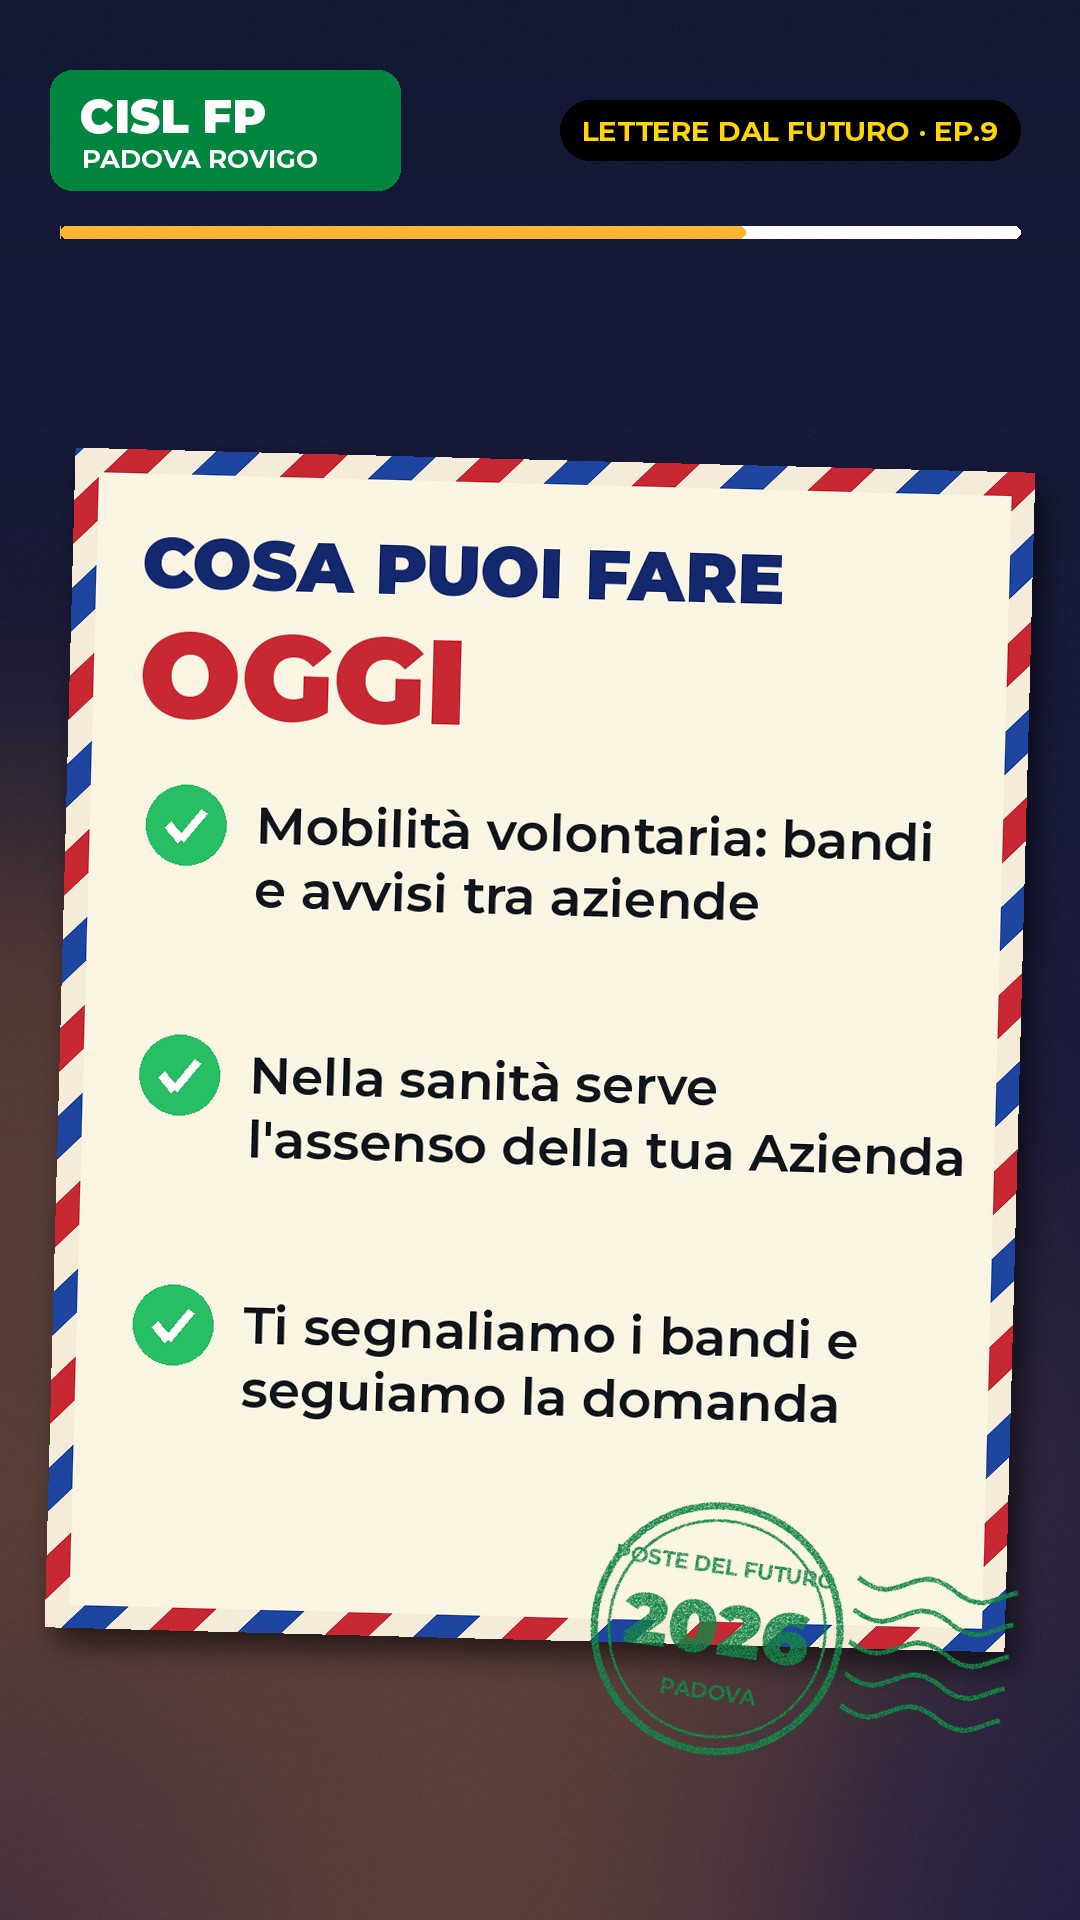 CISL FP
PADOVA ROVIGO
LETTERE DAL FUTURO · EP.9
COSA PUOI FARE
OGGI
Mobilità volontaria: bandi
e avvisi tra aziende
Nella sanità serve
l'assenso della tua Azienda
Ti segnaliamo i bandi e
seguiamo la domanda
POSTE DEL FUTURO
2026
PADOVA